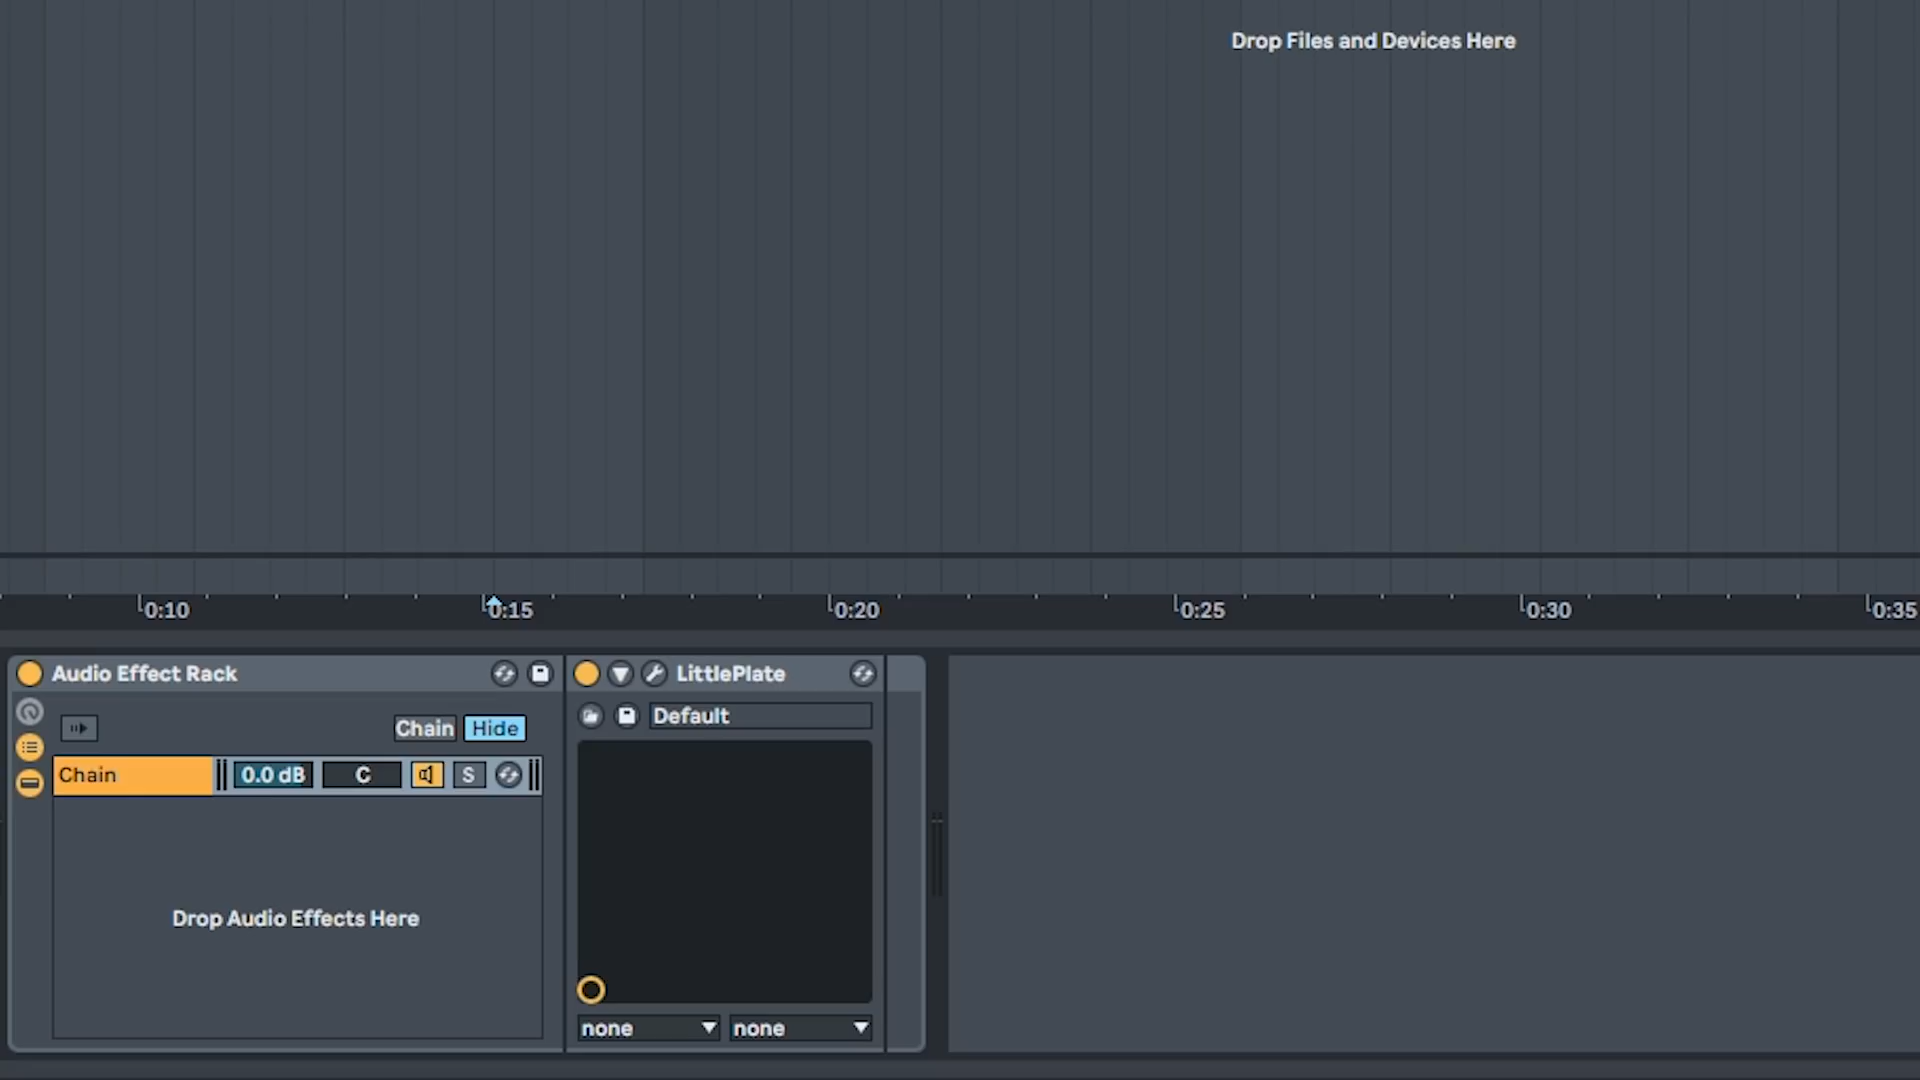 Drop Files and Devices Here
0:10
0:15
0:20
0:25
0:30
0:35
Audio Effect Rack
LittlePlate
Chain Hide
Default
Chain 0.0 dB C S
Drop Audio Effects Here
none none